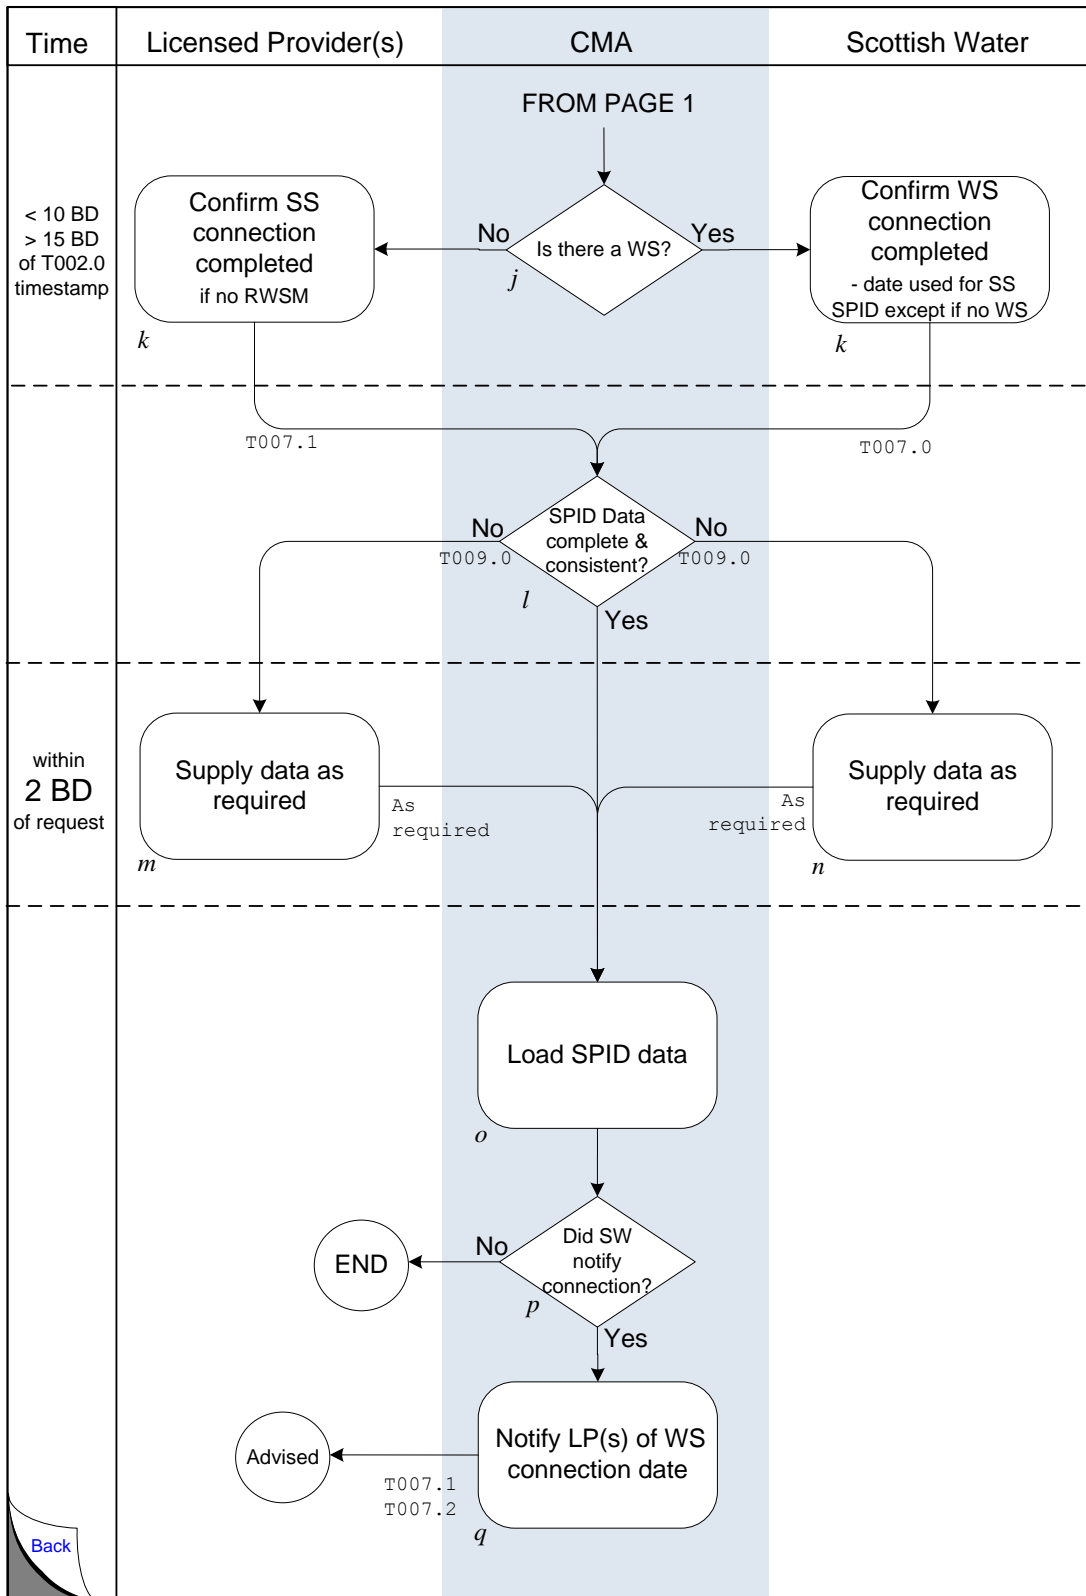 Time
Licensed Provider(s)
CMA
Scottish Water
FROM PAGE 1
< 10 BD
> 15 BD
of T002.0
timestamp
Confirm SS
connection
completed
if no RWSM
k
No
Is there a WS?
Yes
j
Confirm WS
connection
completed
- date used for SS
SPID except if no WS
k
T007.1
T007.0
No
SPID Data
complete &
consistent?
No
T009.0
T009.0
l
Yes
within
2 BD
of request
Supply data as
required
m
As
required
As
required
Supply data as
required
n
Load SPID data
o
END
No
Did SW
notify
connection?
p
Yes
Advised
Notify LP(s) of WS
connection date
T007.1
T007.2
q
Back